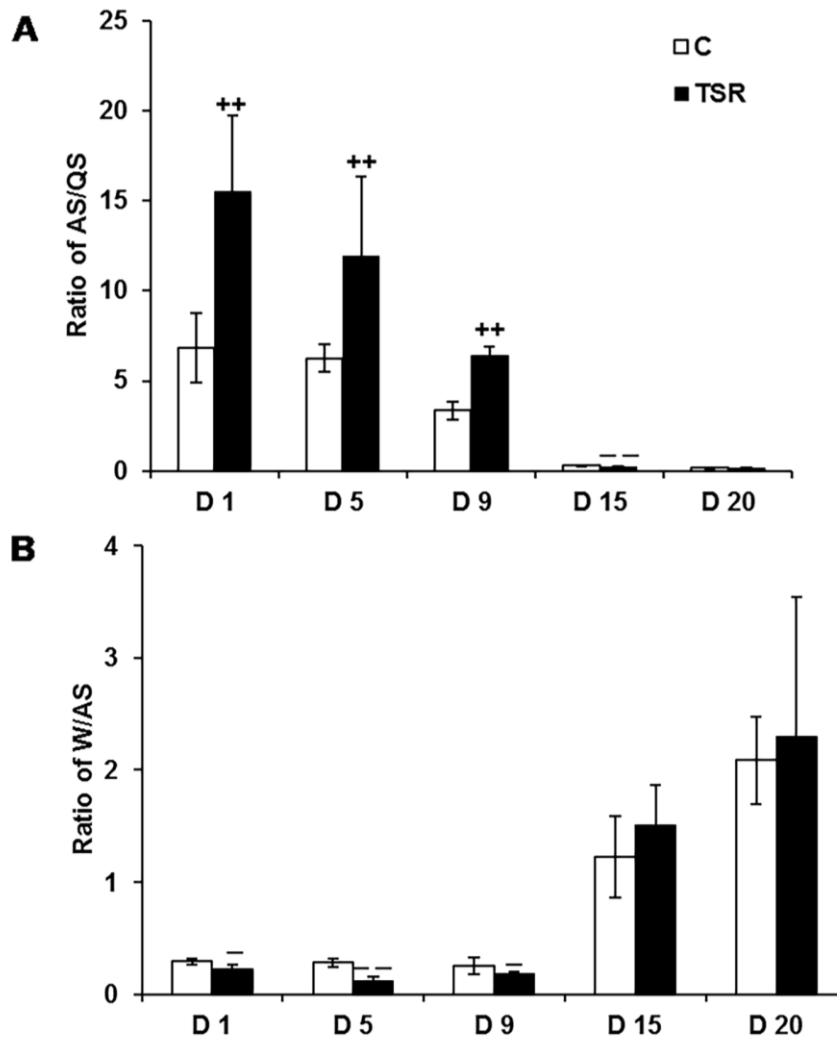 A
25
C
20
TSR
++
++
15
Ratio of AS/QS
10
++
5
— —
0
D 1 D 5 D 9 D 15 D 20
B
4
3
Ratio of W/AS
2
1
—
— —
—
0
D 1 D 5 D 9 D 15 D 20